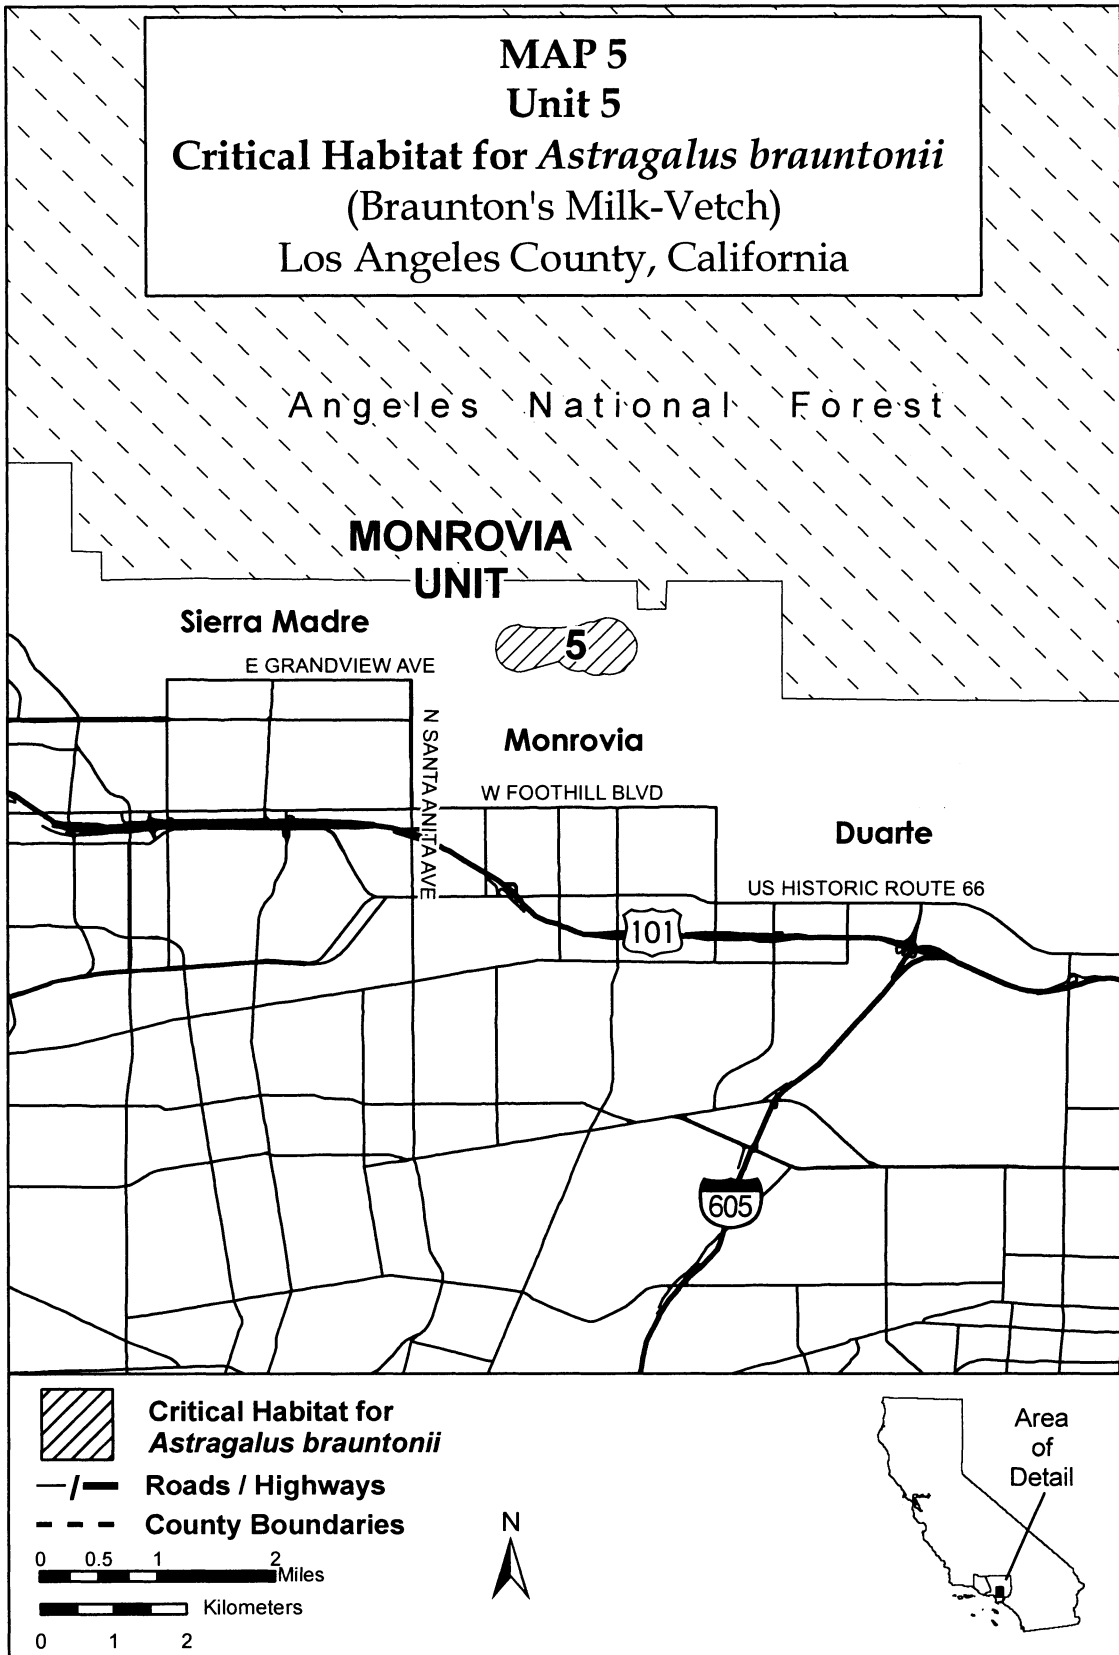 MAP 5
Unit 5
Critical Habitat for Astragalus brauntonii
(Braunton's Milk-Vetch)
Los Angeles County, California
Angeles National Forest
MONROVIA
UNIT
Sierra Madre
5
E GRANDVIEW AVE
N SANTA ANITA AVE
Monrovia
W FOOTHILL BLVD
Duarte
US HISTORIC ROUTE 66
101
605
Critical Habitat for
Astragalus brauntonii
Roads / Highways
County Boundaries
0 0.5 1 2
Miles
Kilometers
0 1 2
N
Area
of
Detail